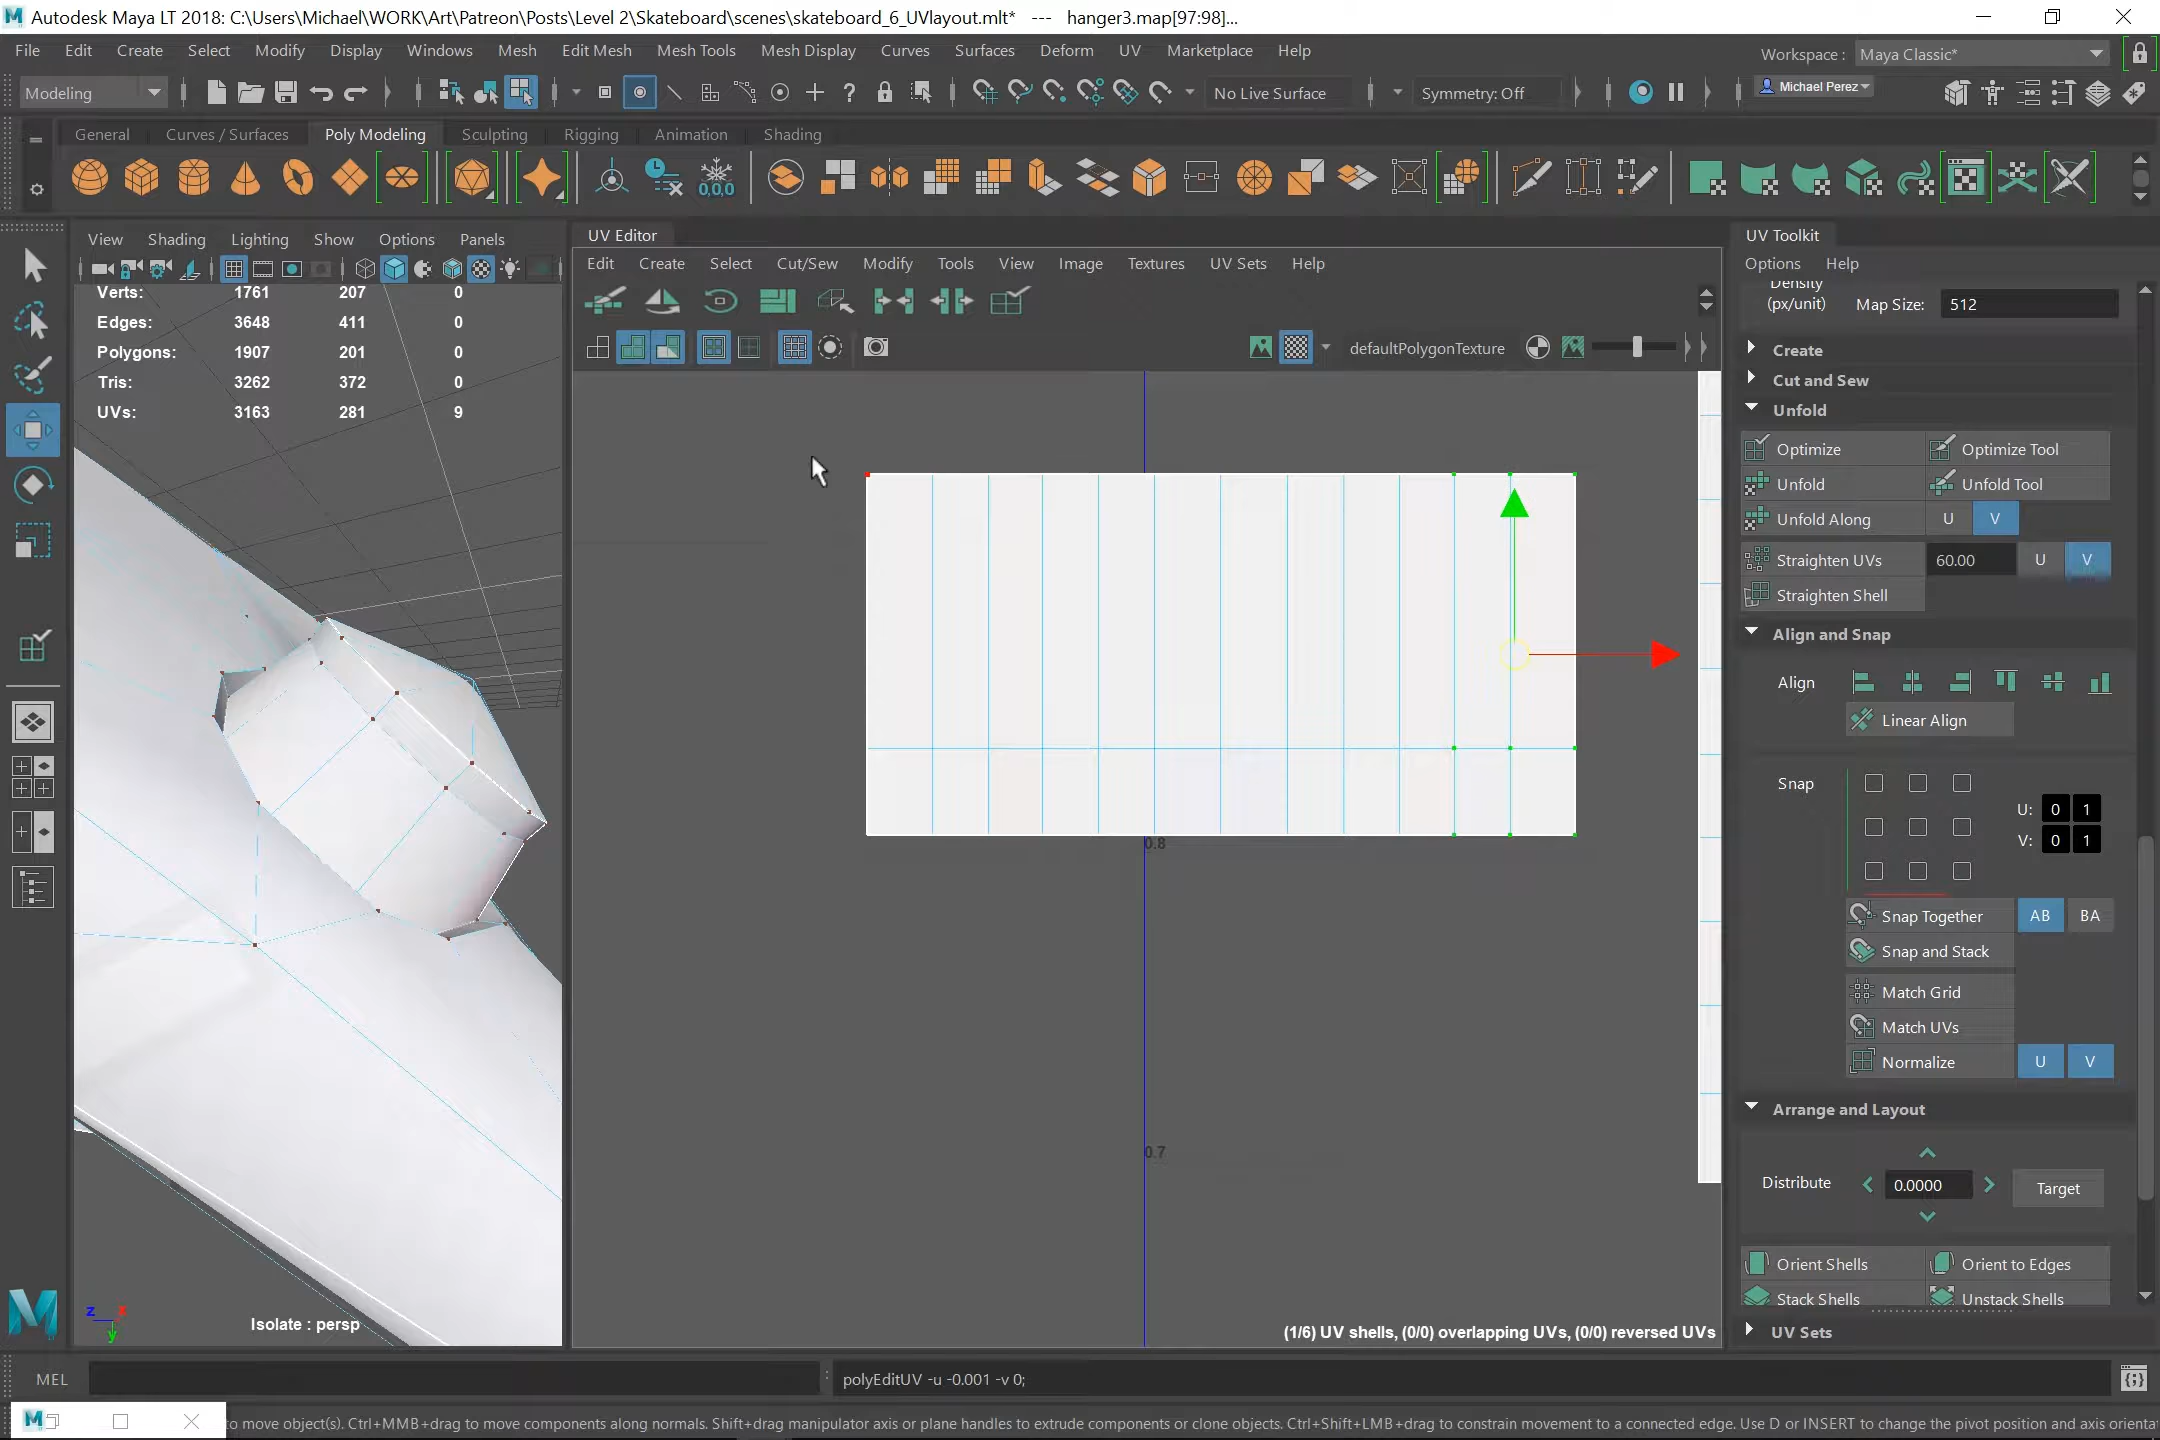 Autodesk Maya LT 2018: C:\Users\Michael\WORK\Art\Patreon\Posts\Level 2\Skateboard\scenes\skateboard_6_UVlayout.mlt* --- hanger3.map[97:98]...
File Edit Create Select Modify Display Windows Mesh Edit Mesh Mesh Tools Mesh Display Curves Surfaces Deform UV Marketplace Help
Workspace : Maya Classic*
Modeling No Live Surface Symmetry: Off Michael Perez
General Curves / Surfaces Poly Modeling Sculpting Rigging Animation Shading
0,0,0
View Shading Lighting Show Options Panels
Verts: 1761 207 0
Edges: 3648 411 0
Polygons: 1907 201 0
Tris: 3262 372 0
UVs: 3163 281 9
z x
y
Isolate : persp
UV Editor
Edit Create Select Cut/Sew Modify Tools View Image Textures UV Sets Help
defaultPolygonTexture
0.8
0.7
(1/6) UV shells, (0/0) overlapping UVs, (0/0) reversed UVs
UV Toolkit
Options Help
Density
(px/unit) Map Size: 512
Create
Cut and Sew
Unfold
Optimize Optimize Tool
Unfold Unfold Tool
Unfold Along U V
Straighten UVs 60.00 U V
Straighten Shell
Align and Snap
Align
Linear Align
Snap
U: 0 1
V: 0 1
Snap Together AB BA
Snap and Stack
Match Grid
Match UVs
Normalize U V
Arrange and Layout
Distribute 0.0000 Target
Orient Shells Orient to Edges
Stack Shells Unstack Shells
UV Sets
MEL polyEditUV -u -0.001 -v 0;
to move object(s). Ctrl+MMB+drag to move components along normals. Shift+drag manipulator axis or plane handles to extrude components or clone objects. Ctrl+Shift+LMB+drag to constrain movement to a connected edge. Use D or INSERT to change the pivot position and axis orienta